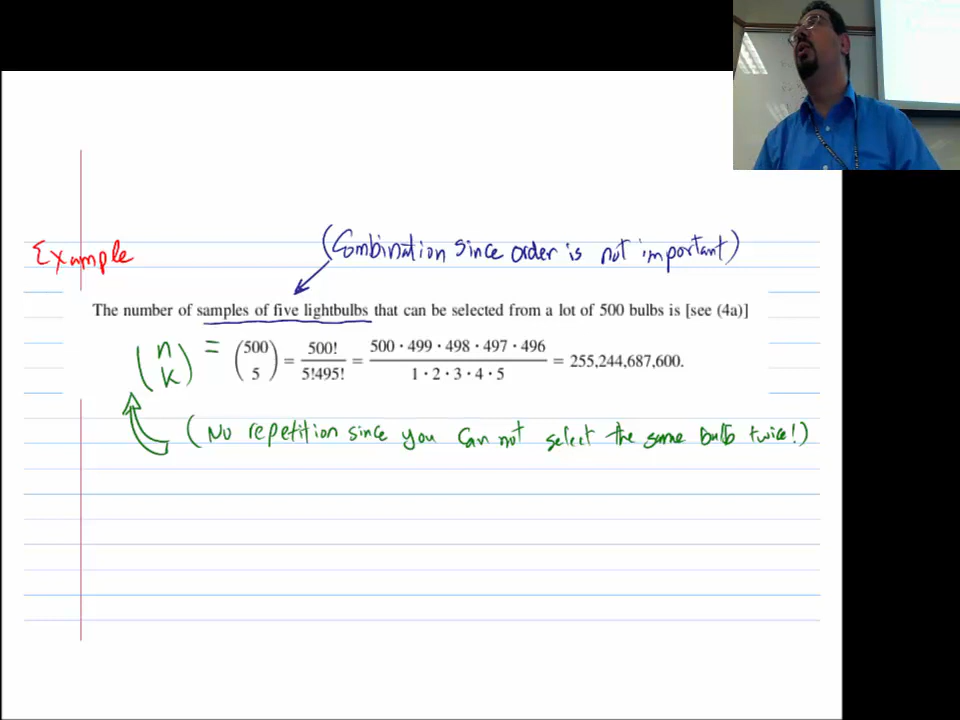 Example
(Combination since order is not important)
The number of samples of five lightbulbs that can be selected from a lot of 500 bulbs is [see (4a)]
(n k) = (500 5) = 500! / 5!495! = 500 · 499 · 498 · 497 · 496 / 1 · 2 · 3 · 4 · 5 = 255,244,687,600.
(No repetition since you can not select the same bulb twice!)